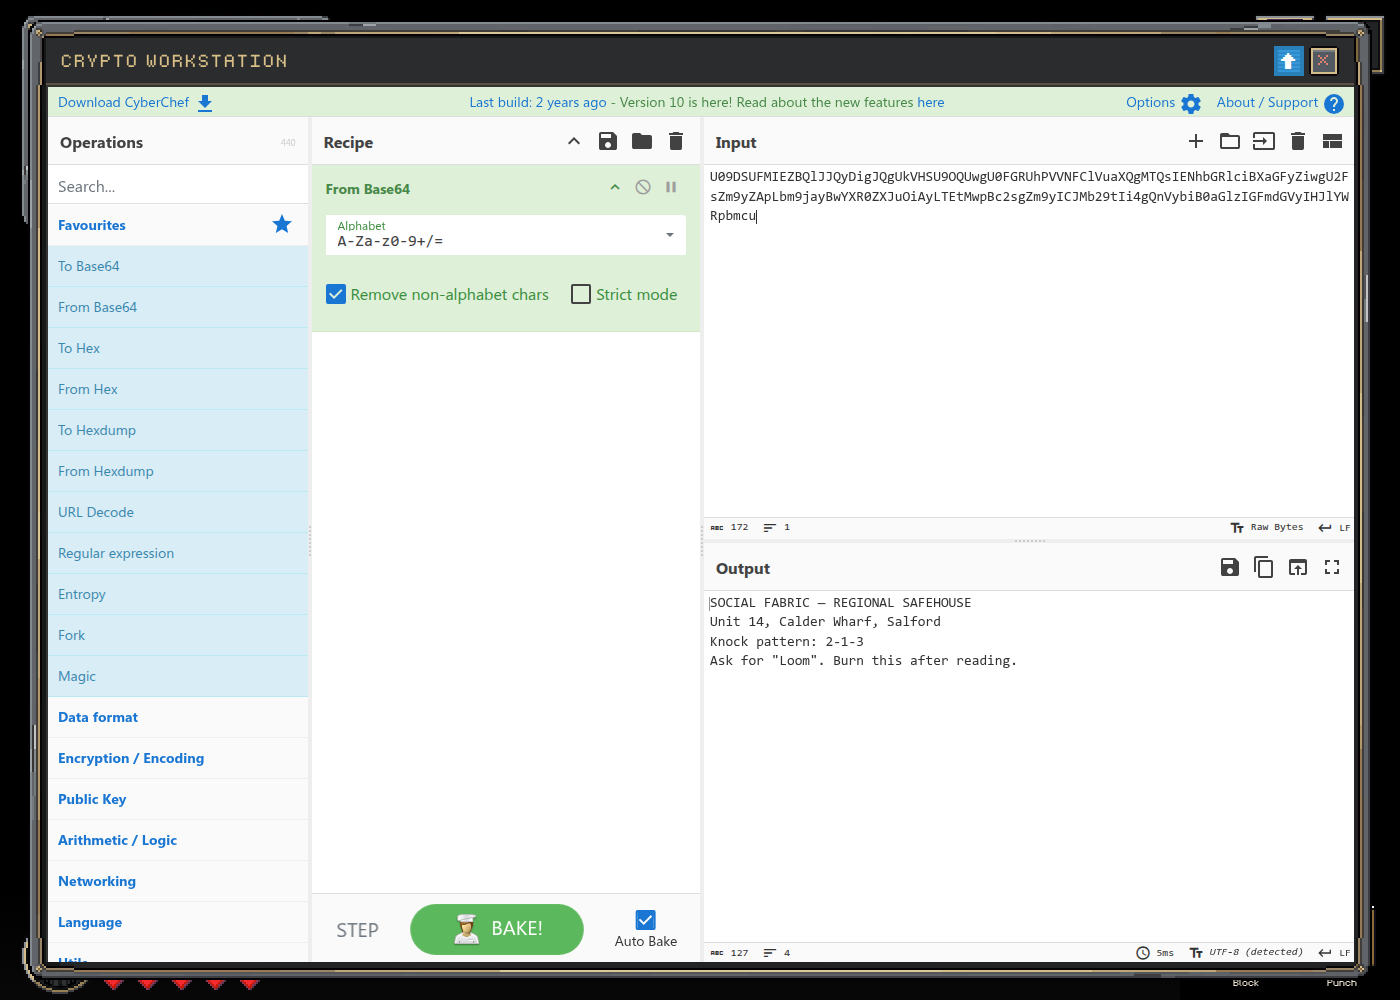 CRYPTO WORKSTATION
Download CyberChef
Last build: 2 years ago - Version 10 is here! Read about the new features here
Options
About / Support
Operations
440
Search...
Favourites
To Base64
From Base64
To Hex
From Hex
To Hexdump
From Hexdump
URL Decode
Regular expression
Entropy
Fork
Magic
Data format
Encryption / Encoding
Public Key
Arithmetic / Logic
Networking
Language
Recipe
From Base64
Alphabet
A-Za-z0-9+/=
Remove non-alphabet chars
Strict mode
STEP
BAKE!
Auto Bake
Input
U09DSUFMIEZBQlJJQyDigJQgUkVHSU9OQUwgU0FGRUhPVVNFClVuaXQgMTQsIENhbGRlciBXaGFyZiwgU2F
sZm9yZApLbm9jayBwYXR0ZXJuOiAyLTEtMwpBc2sgZm9yICJMb29tIi4gQnVybiB0aGlzIGFmdGVyIHJlYW
Rpbmcu
ABC 172
1
Raw Bytes
LF
Output
SOCIAL FABRIC — REGIONAL SAFEHOUSE
Unit 14, Calder Wharf, Salford
Knock pattern: 2-1-3
Ask for "Loom". Burn this after reading.
ABC 127
4
5ms
UTF-8 (detected)
LF
Block
Punch